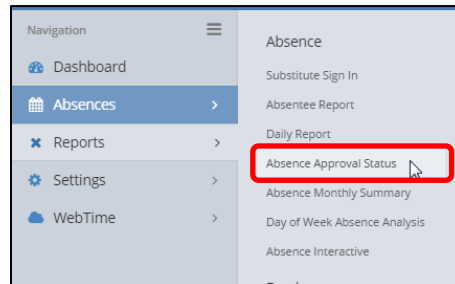 Navigation
Dashboard
Absences
Reports
Settings
WebTime
Absence
Substitute Sign In
Absentee Report
Daily Report
Absence Approval Status
Absence Monthly Summary
Day of Week Absence Analysis
Absence Interactive